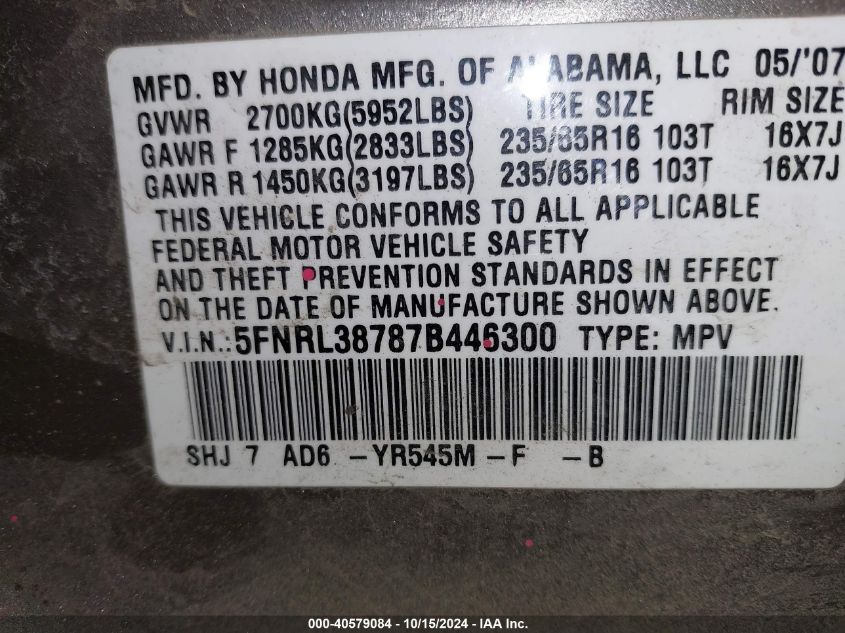 MFD. BY HONDA MFG. OF ALABAMA, LLC 05/'07
GVWR 2700KG(5952LBS) TIRE SIZE RIM SIZE
GAWR F 1285KG(2833LBS) 235/65R16 103T 16X7J
GAWR R 1450KG(3197LBS) 235/65R16 103T 16X7J
THIS VEHICLE CONFORMS TO ALL APPLICABLE
FEDERAL MOTOR VEHICLE SAFETY
AND THEFT PREVENTION STANDARDS IN EFFECT
ON THE DATE OF MANUFACTURE SHOWN ABOVE.
V.I.N.: 5FNRL38787B446300 TYPE: MPV
SHJ 7 AD6 -YR545M -F -B
000-40579084 - 10/15/2024 - IAA Inc.